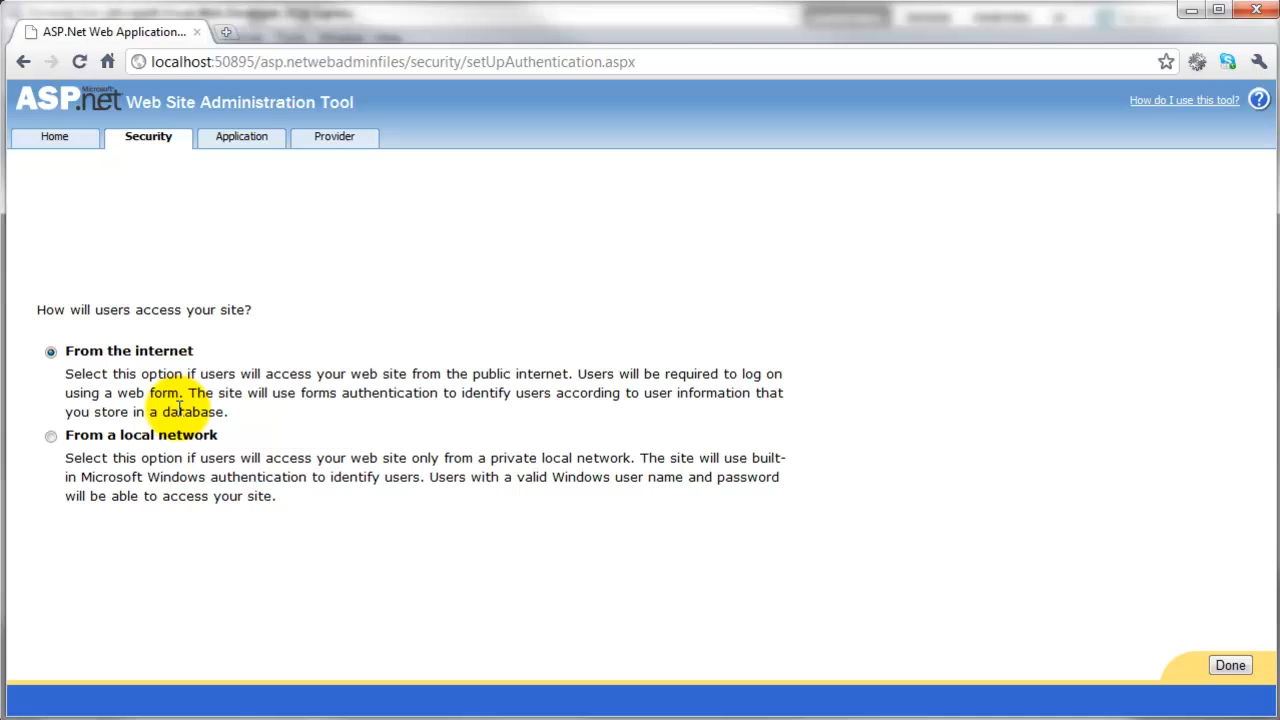 ASP.Net Web Application...
localhost:50895/asp.netwebadminfiles/security/setUpAuthentication.aspx
Microsoft
ASP.net Web Site Administration Tool
How do I use this tool? ?
Home Security Application Provider
How will users access your site?
From the internet
Select this option if users will access your web site from the public internet. Users will be required to log on
using a web form. The site will use forms authentication to identify users according to user information that
you store in a database.
From a local network
Select this option if users will access your web site only from a private local network. The site will use built-
in Microsoft Windows authentication to identify users. Users with a valid Windows user name and password
will be able to access your site.
Done